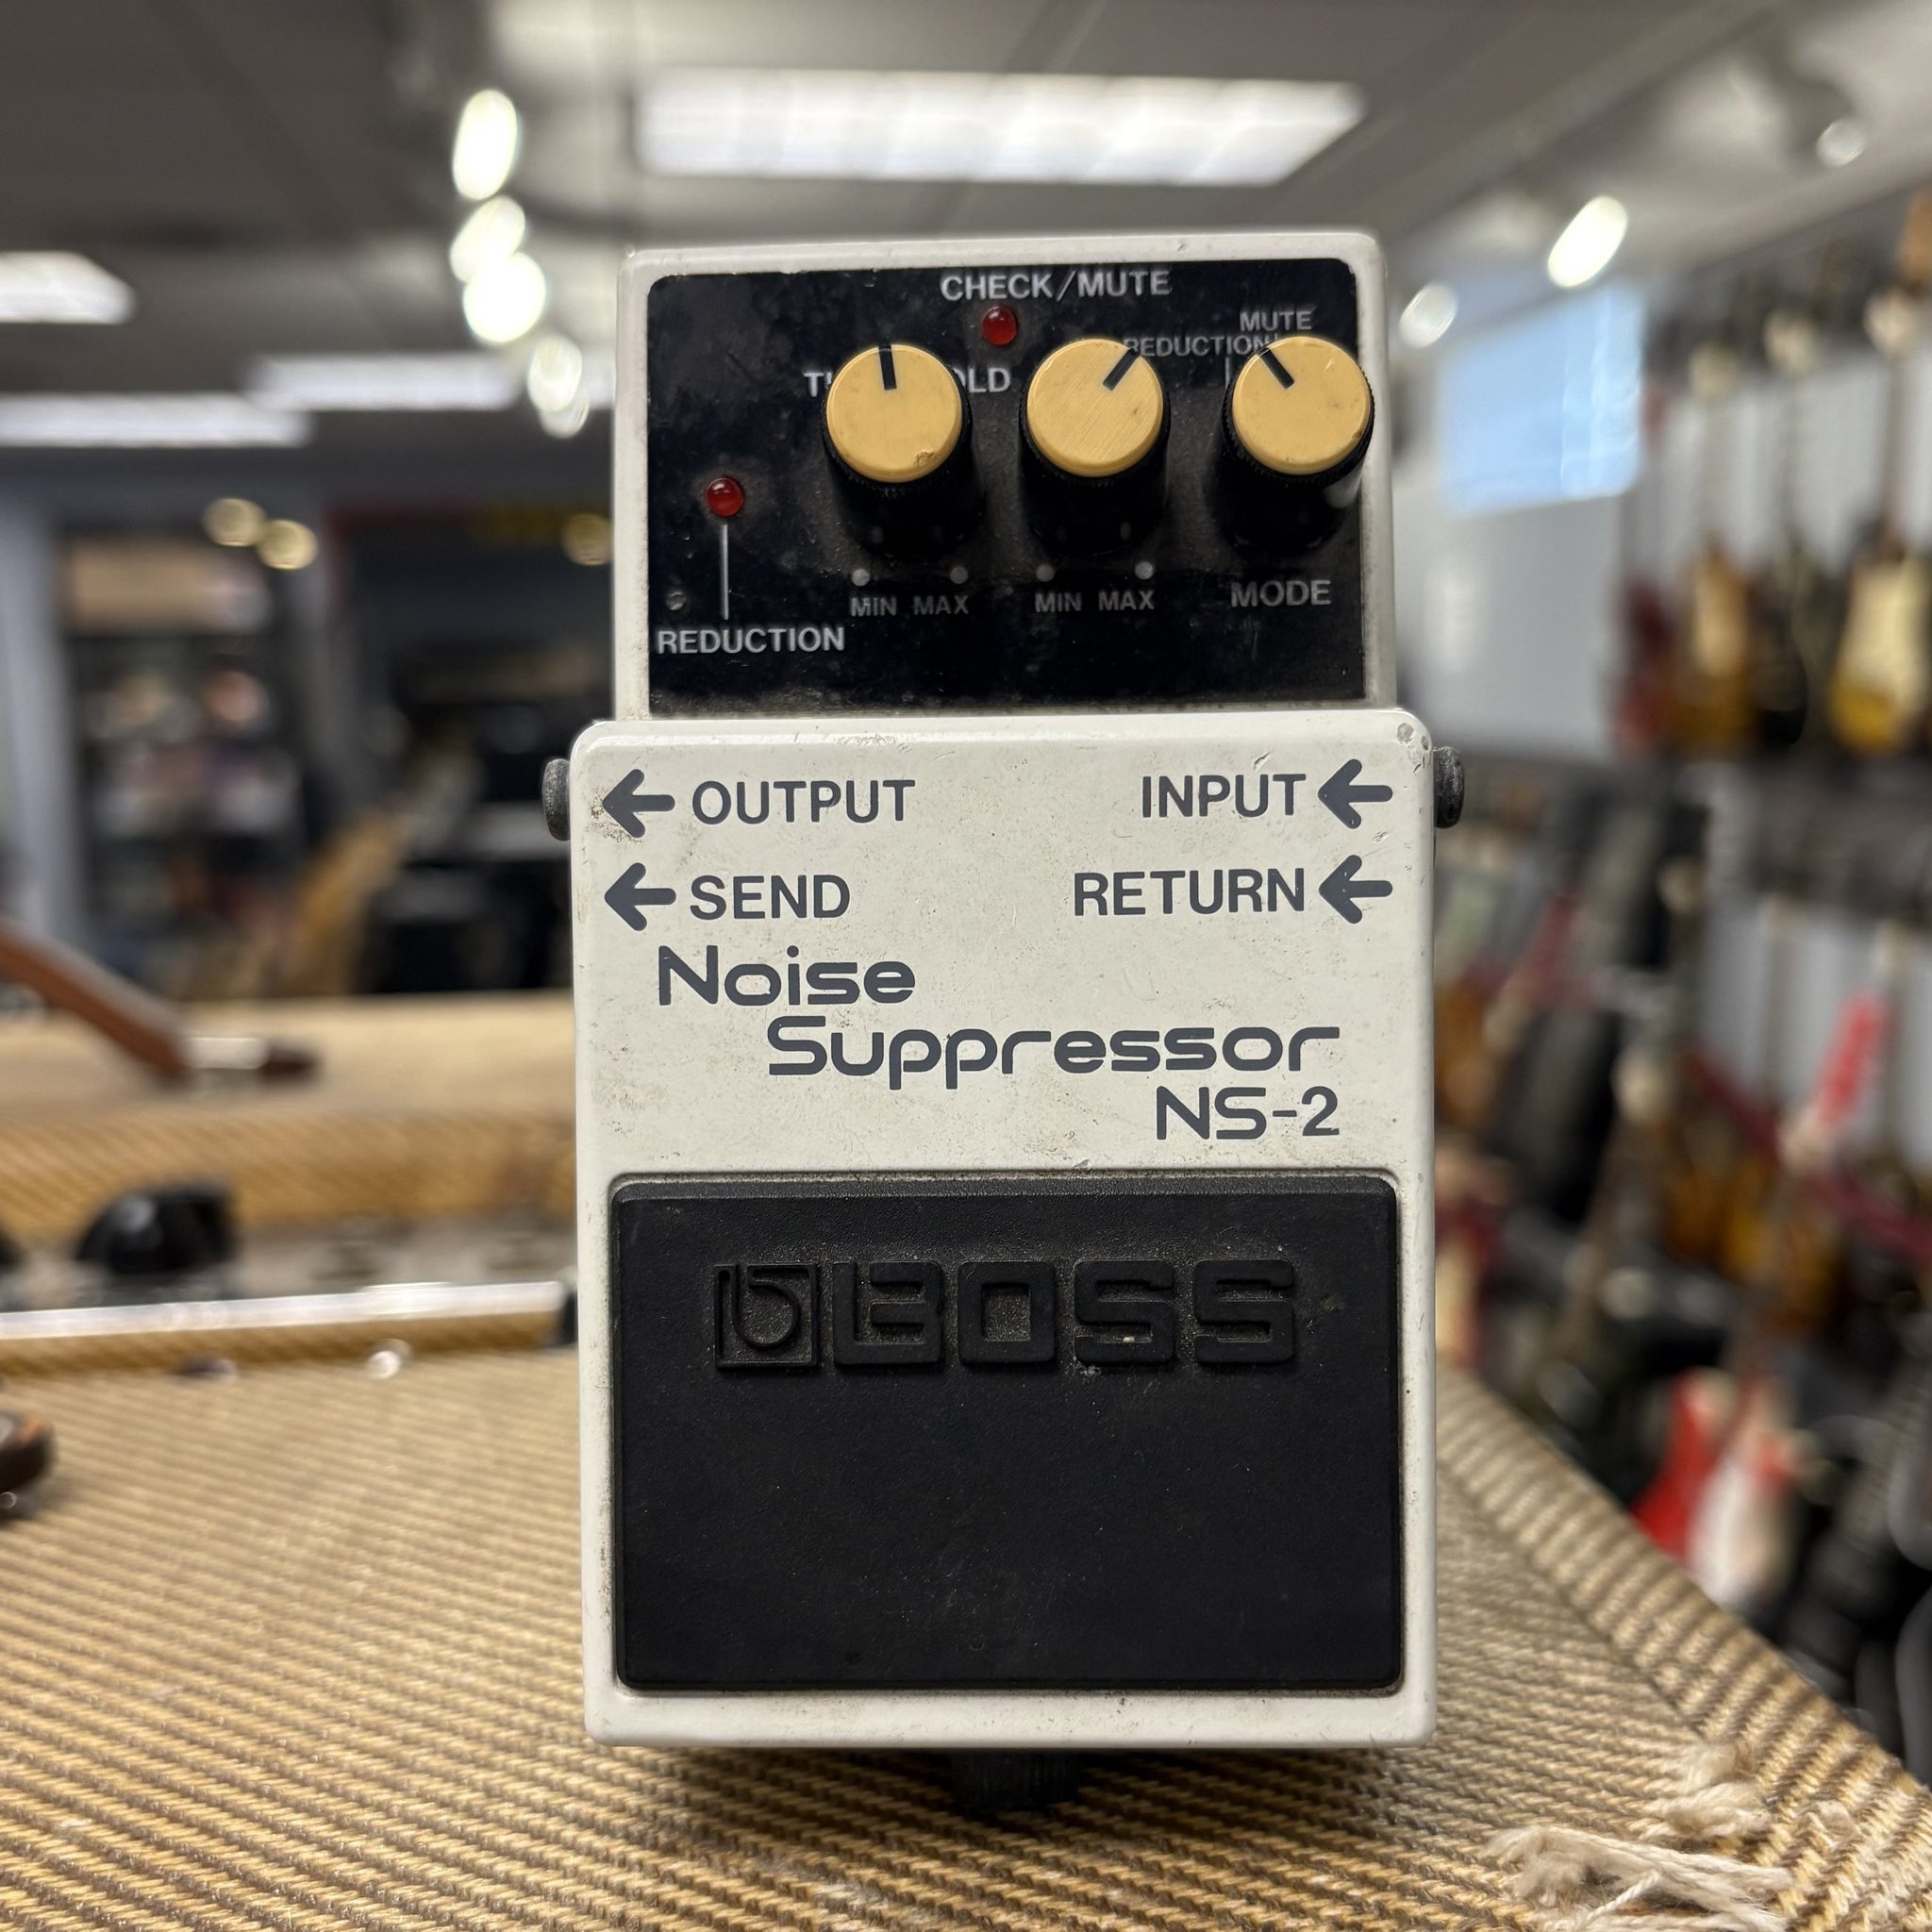 CHECK/MUTE
MUTE
REDUCTION
MIN MAX
MIN MAX
MODE
REDUCTION
OUTPUT
INPUT
SEND
RETURN
Noise
Suppressor
NS-2
BOSS